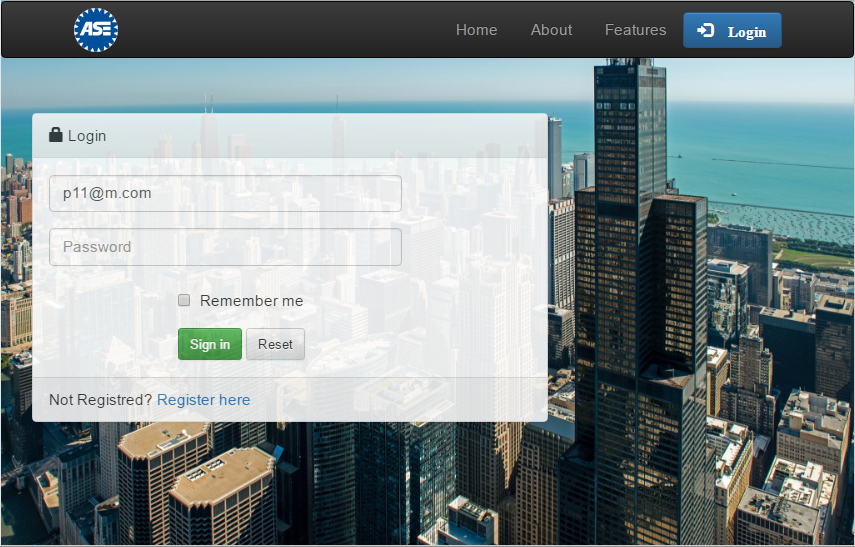 ASE
Home About Features Login
Login
p11@m.com
Password
Remember me
Sign in Reset
Not Registred? Register here